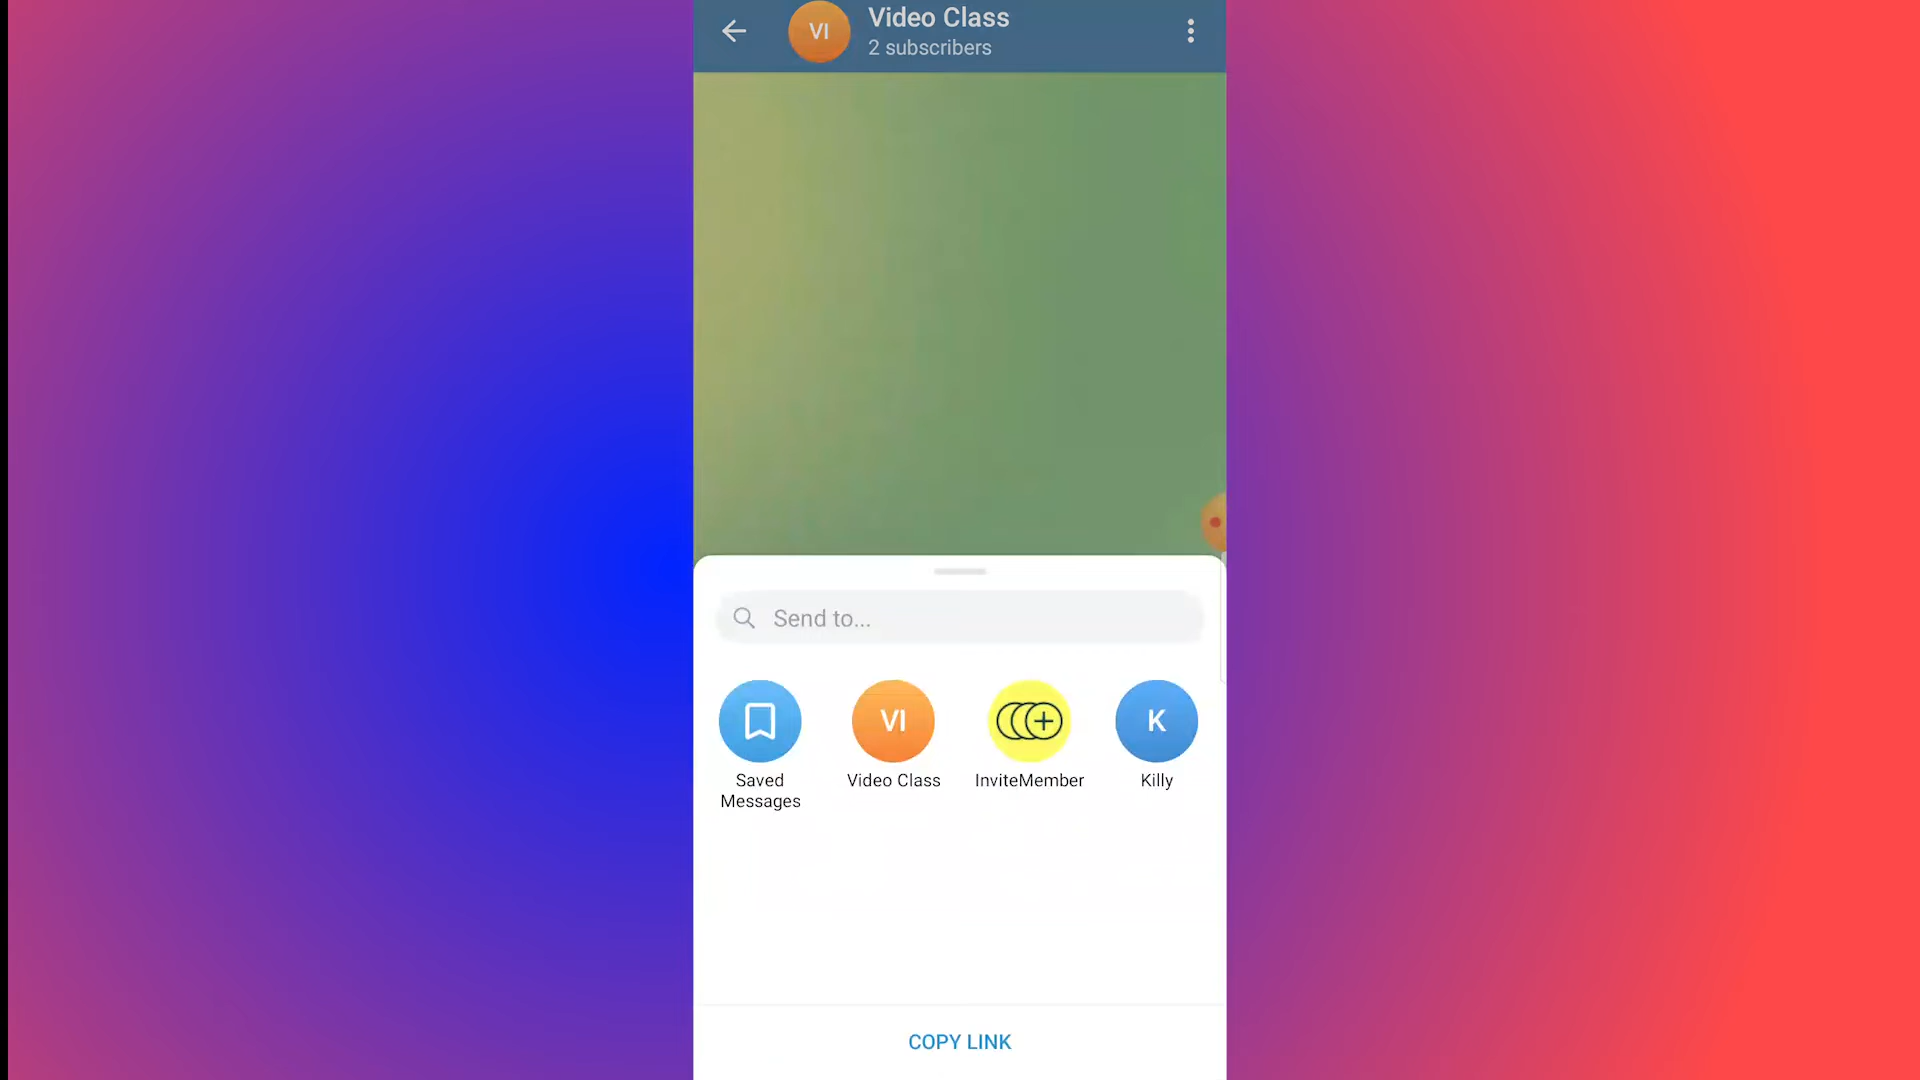 VI
Video Class
2 subscribers
Send to...
VI
K
Saved
Messages
Video Class
InviteMember
Killy
COPY LINK